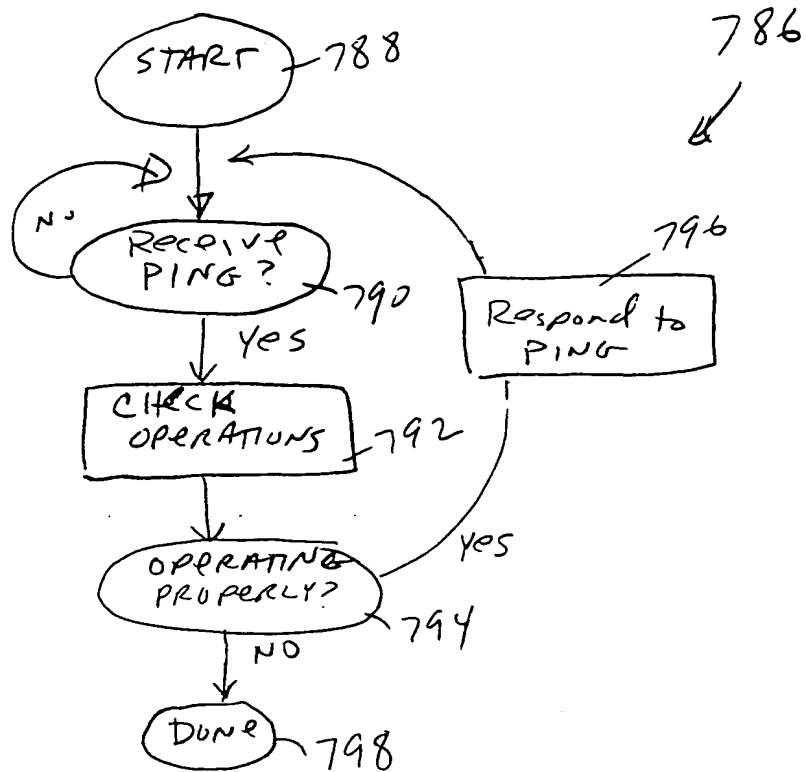 786
START
788
No
Receive
PING?
790
Yes
796
Respond to
PING
CHECK
OPERATIONS
792
OPERATING
PROPERLY?
794
Yes
NO
DONE
798